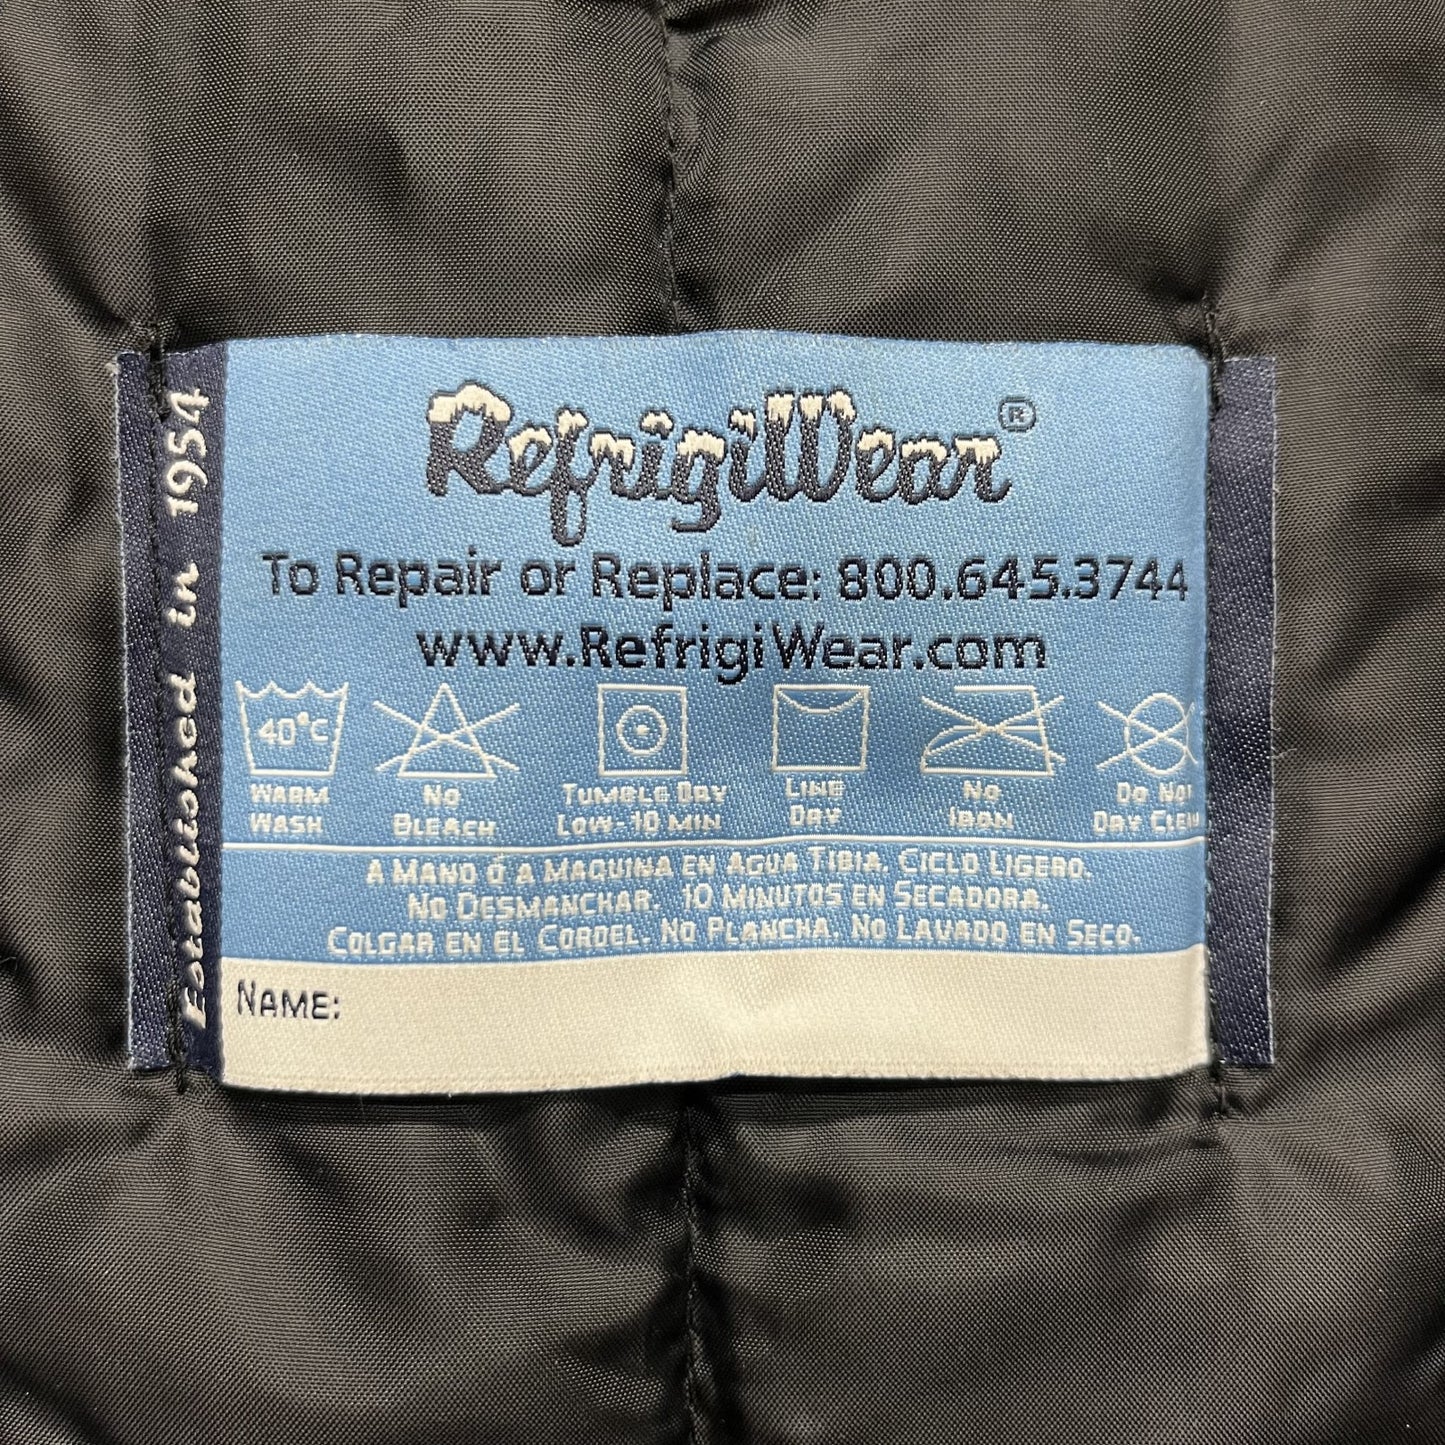 RefrigiWear®
To Repair or Replace: 800.645.3744
www.RefrigiWear.com
Established in 1954
40°C
WARM WASH
NO BLEACH
TUMBLE DRY LOW-10 MIN
LINE DRY
NO IRON
DO NOT DRY CLEAN
A MANO Ó A MAQUINA EN AGUA TIBIA. CICLO LIGERO.
NO DESMANCHAR. 10 MINUTOS EN SECADORA.
COLGAR EN EL CORDEL. NO PLANCHA. NO LAVADO EN SECO.
NAME: